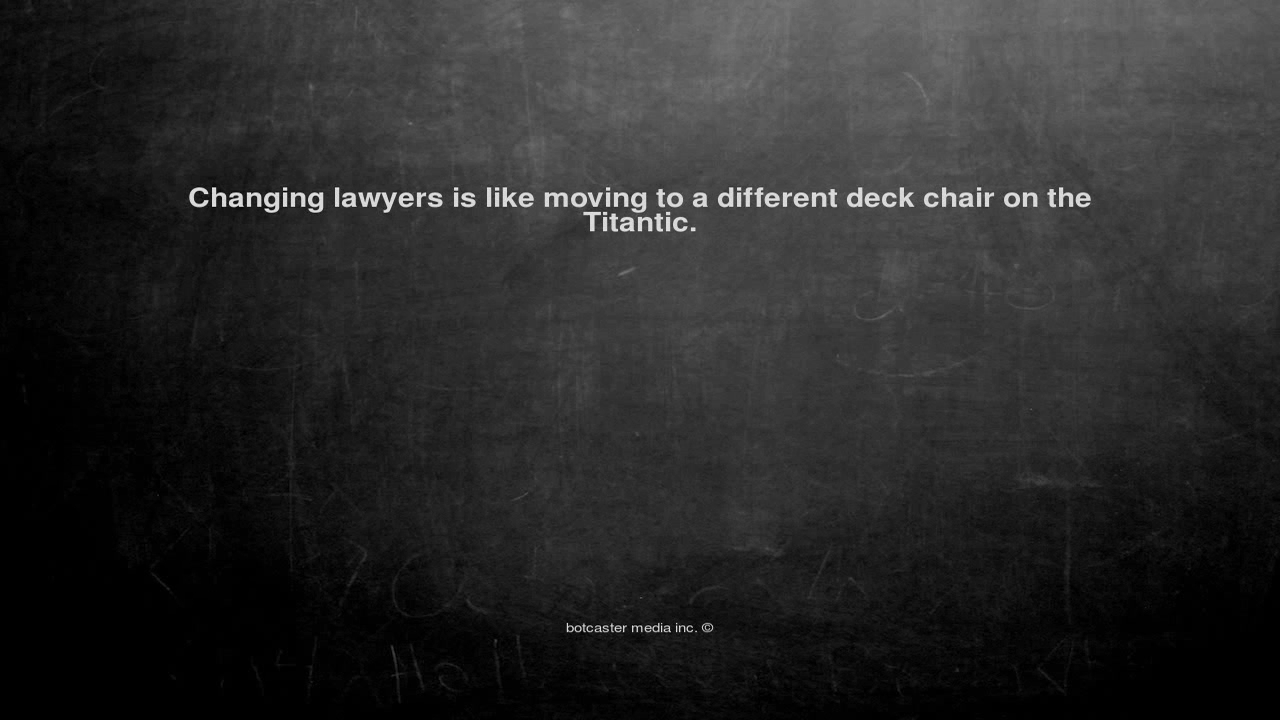 Changing lawyers is like moving to a different deck chair on the
Titantic.
botcaster media inc. ©